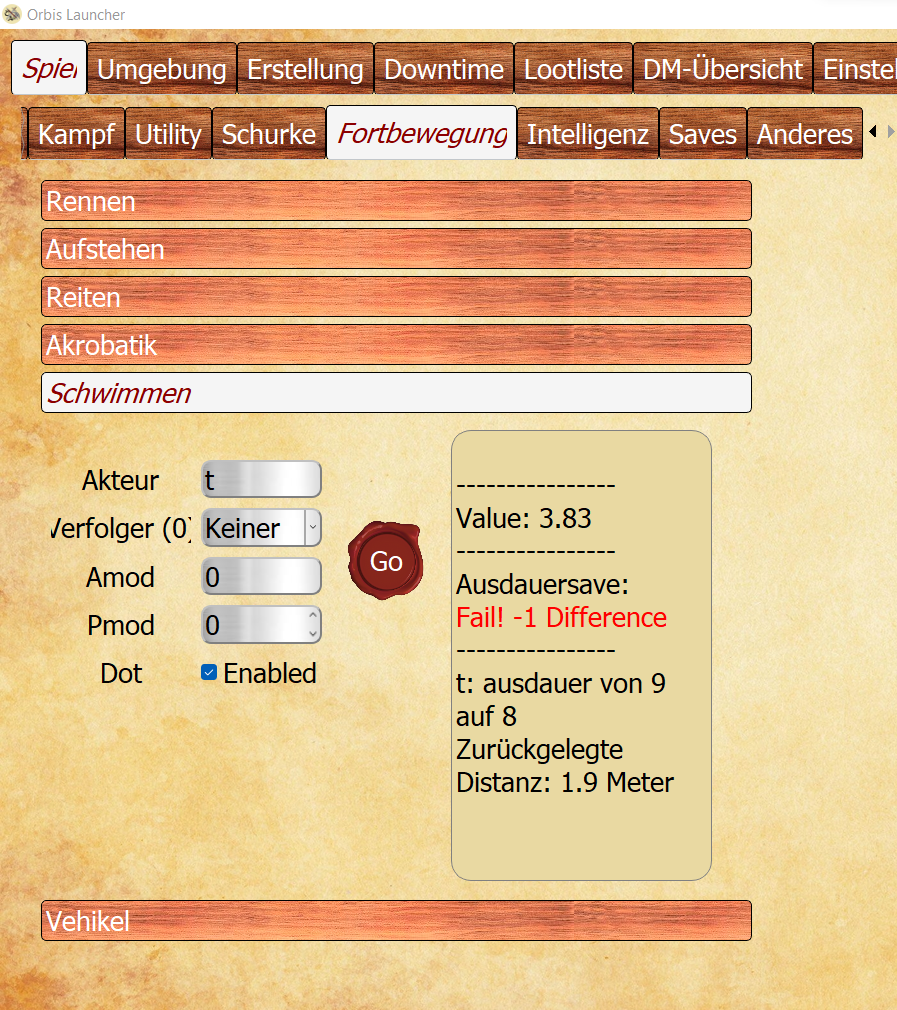 Orbis Launcher
Spiel Umgebung Erstellung Downtime Lootliste DM-Übersicht Einstel
Kampf Utility Schurke Fortbewegung Intelligenz Saves Anderes
Rennen
Aufstehen
Reiten
Akrobatik
Schwimmen
Akteur t
Verfolger (0) Keiner
Amod 0
Pmod 0
Dot Enabled
Go
----------------
Value: 3.83
----------------
Ausdauersave:
Fail! -1 Difference
----------------
t: ausdauer von 9
auf 8
Zurückgelegte
Distanz: 1.9 Meter
Vehikel